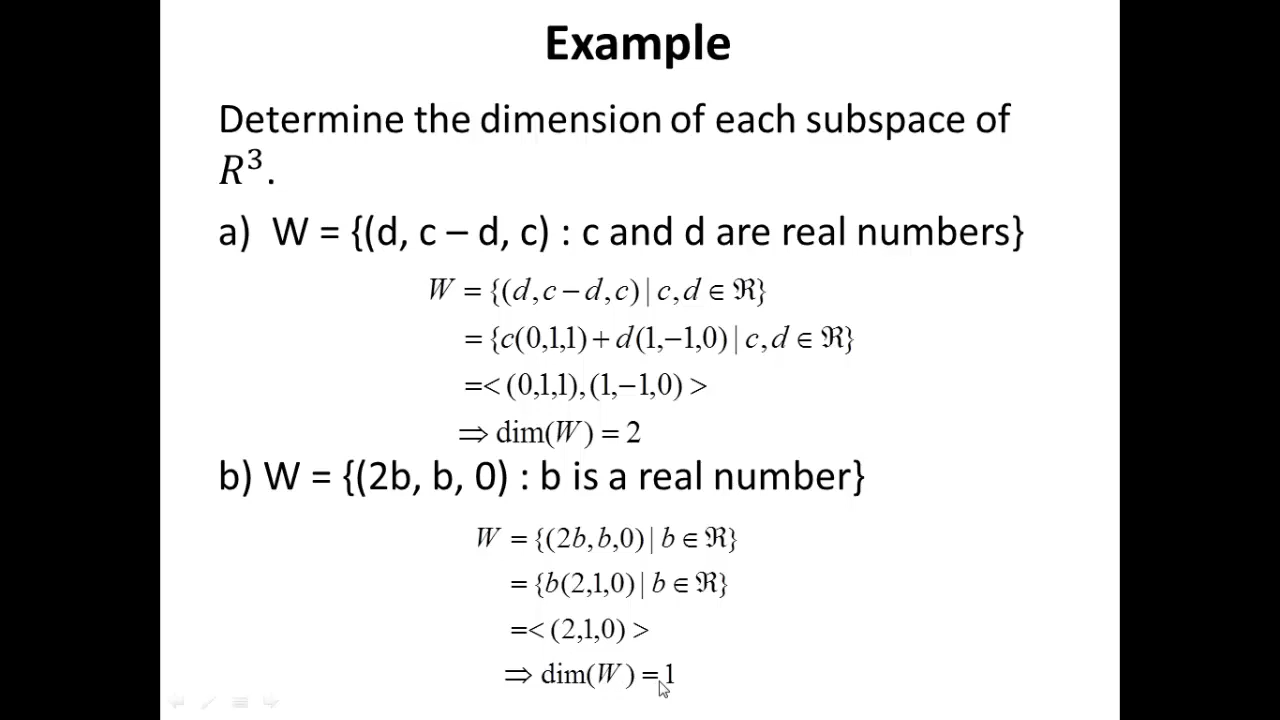 Example
Determine the dimension of each subspace of
R³.
a) W = {(d, c – d, c) : c and d are real numbers}
W = {(d,c−d,c) | c,d ∈ ℜ}
= {c(0,1,1) + d(1,−1,0) | c,d ∈ ℜ}
=< (0,1,1),(1,−1,0) >
⇒ dim(W) = 2
b) W = {(2b, b, 0) : b is a real number}
W = {(2b,b,0) | b ∈ ℜ}
= {b(2,1,0) | b ∈ ℜ}
=< (2,1,0) >
⇒ dim(W) = 1